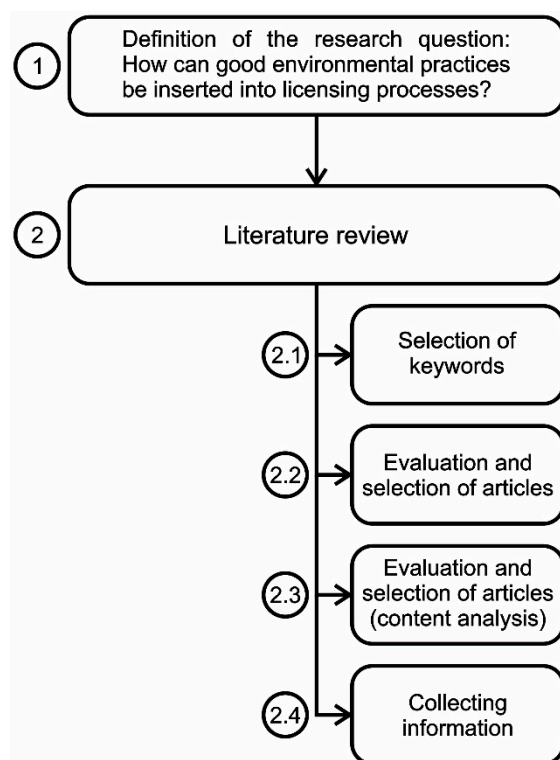 1
Definition of the research question:
How can good environmental practices
be inserted into licensing processes?
2
Literature review
2.1
Selection of
keywords
2.2
Evaluation and
selection of articles
2.3
Evaluation and
selection of articles
(content analysis)
2.4
Collecting
information